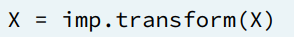 X = imp.transform(X)